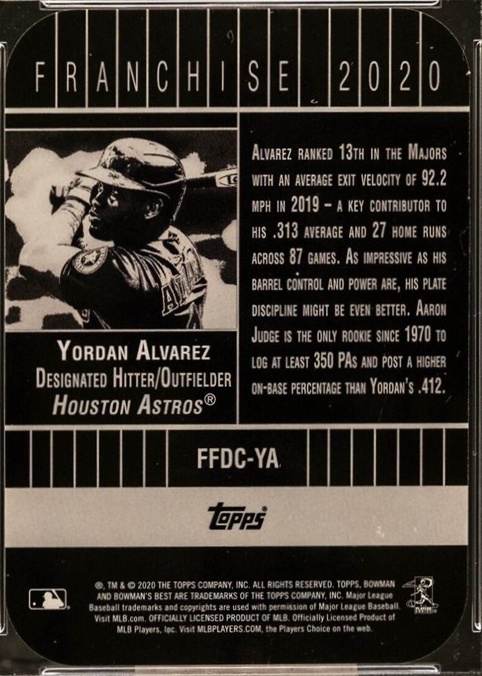 FRANCHISE 2020
ALVAREZ RANKED 13TH IN THE MAJORS
WITH AN AVERAGE EXIT VELOCITY OF 92.2
MPH IN 2019 – A KEY CONTRIBUTOR TO
HIS .313 AVERAGE AND 27 HOME RUNS
ACROSS 87 GAMES. AS IMPRESSIVE AS HIS
BARREL CONTROL AND POWER ARE, HIS PLATE
DISCIPLINE MIGHT BE EVEN BETTER. AARON
JUDGE IS THE ONLY ROOKIE SINCE 1970 TO
LOG AT LEAST 350 PAS AND POST A HIGHER
ON-BASE PERCENTAGE THAN YORDAN'S .412.
YORDAN ALVAREZ
DESIGNATED HITTER/OUTFIELDER
HOUSTON ASTROS®
FFDC-YA
Topps®
®, TM & © 2020 THE TOPPS COMPANY, INC. ALL RIGHTS RESERVED. TOPPS, BOWMAN
AND BOWMAN'S BEST ARE TRADEMARKS OF THE TOPPS COMPANY, INC. Major League
Baseball trademarks and copyrights are used with permission of Major League Baseball.
Visit MLB.com. OFFICIALLY LICENSED PRODUCT OF MLB. Officially Licensed Product of
MLB Players, Inc. Visit MLBPLAYERS.COM, the Players Choice on the web.